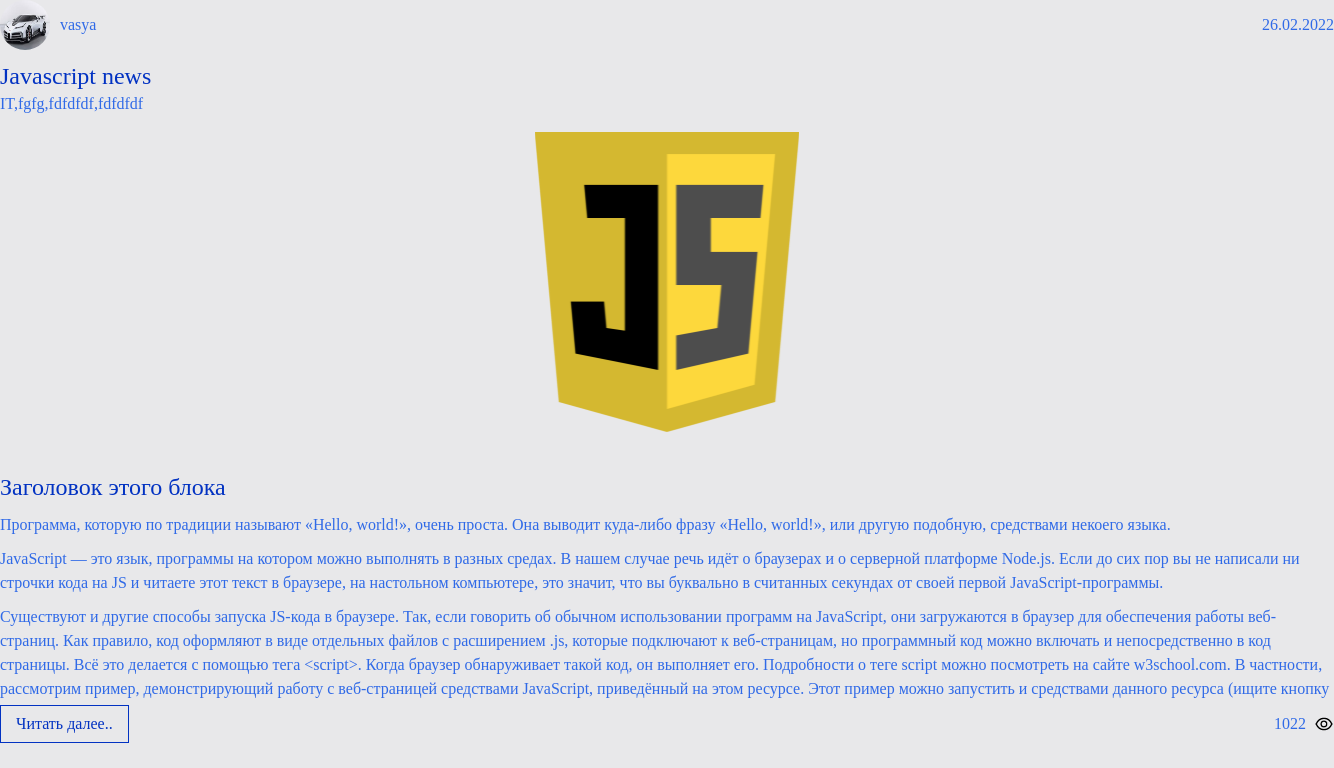 vasya
26.02.2022
Javascript news
IT,fgfg,fdfdfdf,fdfdfdf
JS
Заголовок этого блока
Программа, которую по традиции называют «Hello, world!», очень проста. Она выводит куда-либо фразу «Hello, world!», или другую подобную, средствами некоего языка.
JavaScript — это язык, программы на котором можно выполнять в разных средах. В нашем случае речь идёт о браузерах и о серверной платформе Node.js. Если до сих пор вы не написали ни
строчки кода на JS и читаете этот текст в браузере, на настольном компьютере, это значит, что вы буквально в считанных секундах от своей первой JavaScript-программы.
Существуют и другие способы запуска JS-кода в браузере. Так, если говорить об обычном использовании программ на JavaScript, они загружаются в браузер для обеспечения работы веб-
страниц. Как правило, код оформляют в виде отдельных файлов с расширением .js, которые подключают к веб-страницам, но программный код можно включать и непосредственно в код
страницы. Всё это делается с помощью тега <script>. Когда браузер обнаруживает такой код, он выполняет его. Подробности о теге script можно посмотреть на сайте w3school.com. В частности,
рассмотрим пример, демонстрирующий работу с веб-страницей средствами JavaScript, приведённый на этом ресурсе. Этот пример можно запустить и средствами данного ресурса (ищите кнопку
Читать далее..
1022